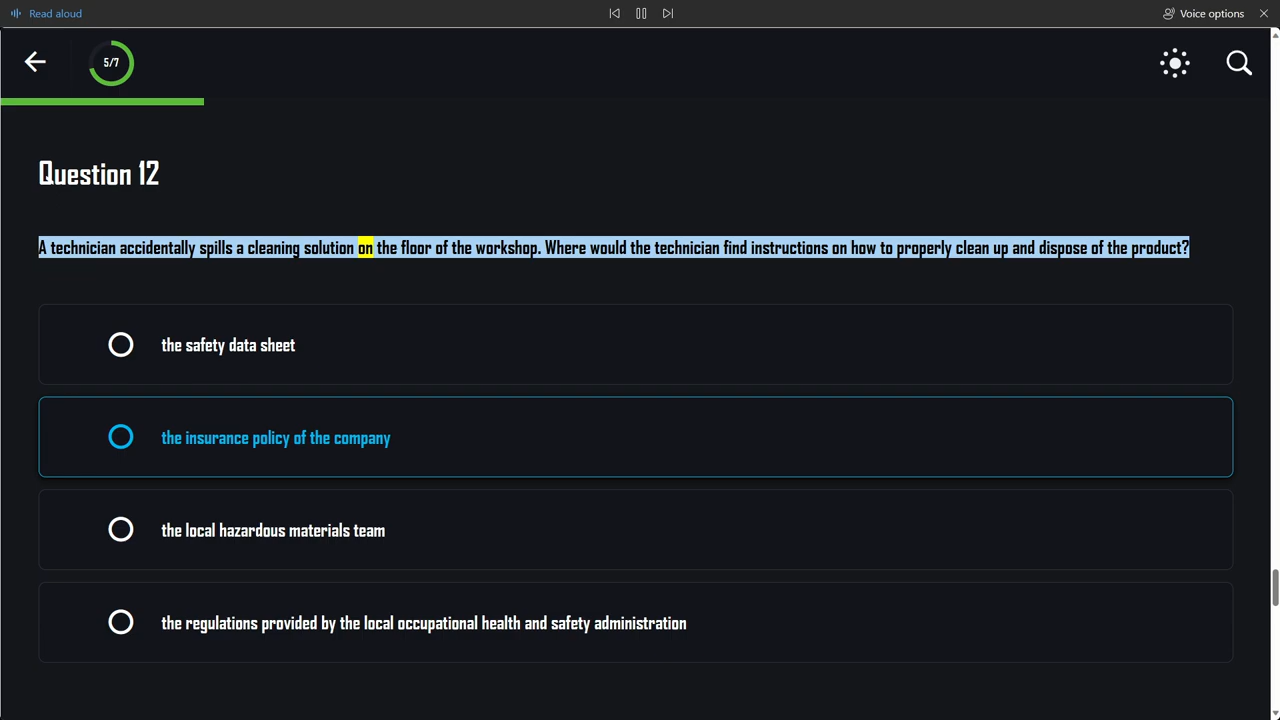 Read aloud
Voice options
5/7
Question 12
A technician accidentally spills a cleaning solution on the floor of the workshop. Where would the technician find instructions on how to properly clean up and dispose of the product?
the safety data sheet
the insurance policy of the company
the local hazardous materials team
the regulations provided by the local occupational health and safety administration